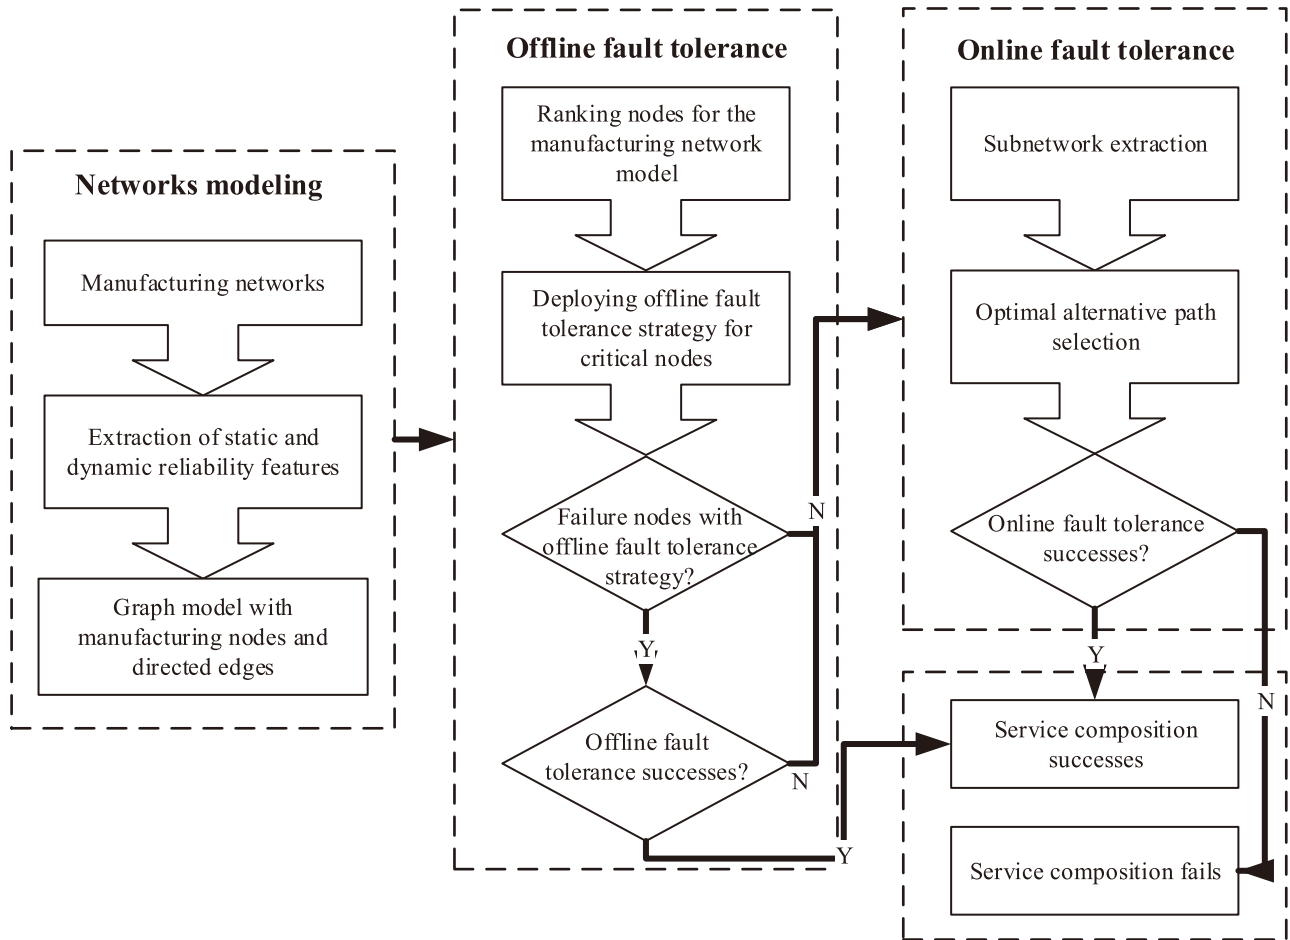 Networks modeling
Manufacturing networks
Extraction of static and
dynamic reliability features
Graph model with
manufacturing nodes and
directed edges
Offline fault tolerance
Ranking nodes for the
manufacturing network
model
Deploying offline fault
tolerance strategy for
critical nodes
Failure nodes with
offline fault tolerance
strategy?
N
Y
Offline fault
tolerance successes?
N
Y
Online fault tolerance
Subnetwork extraction
Optimal alternative path
selection
Online fault tolerance
successes?
Y
N
Service composition
successes
Service composition fails